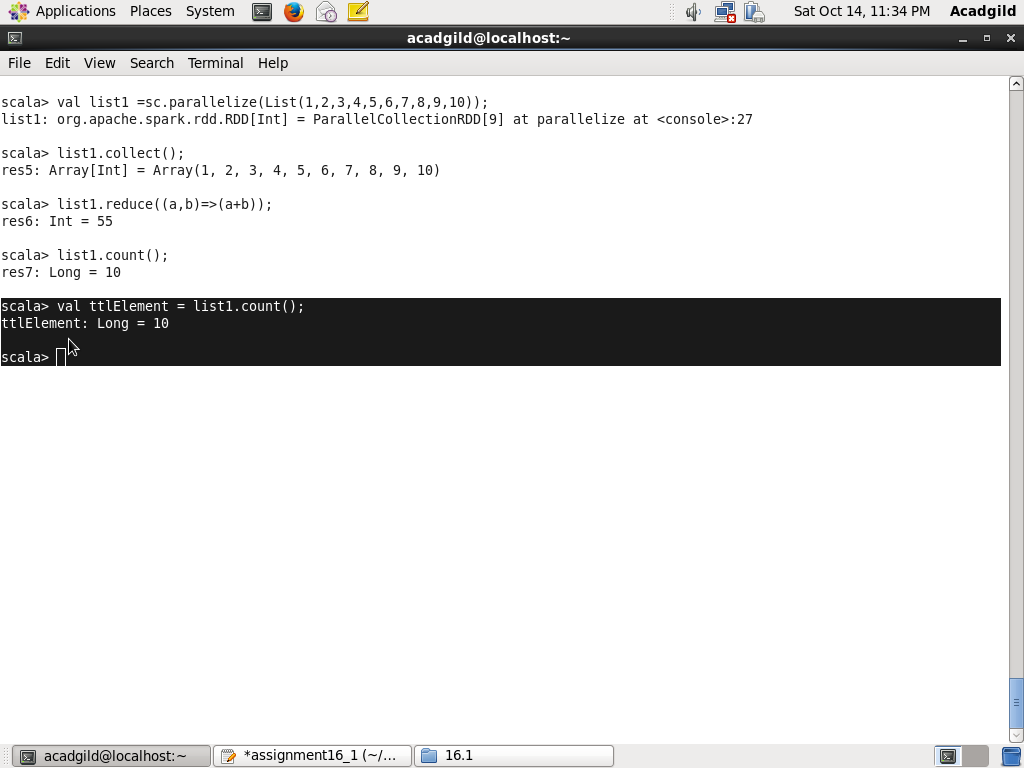 Applications Places System Sat Oct 14, 11:34 PM Acadgild
acadgild@localhost:~
File Edit View Search Terminal Help
scala> val list1 =sc.parallelize(List(1,2,3,4,5,6,7,8,9,10));
list1: org.apache.spark.rdd.RDD[Int] = ParallelCollectionRDD[9] at parallelize at <console>:27
scala> list1.collect();
res5: Array[Int] = Array(1, 2, 3, 4, 5, 6, 7, 8, 9, 10)
scala> list1.reduce((a,b)=>(a+b));
res6: Int = 55
scala> list1.count();
res7: Long = 10
scala> val ttlElement = list1.count();
ttlElement: Long = 10
scala>
acadgild@localhost:~ *assignment16_1 (~/... 16.1